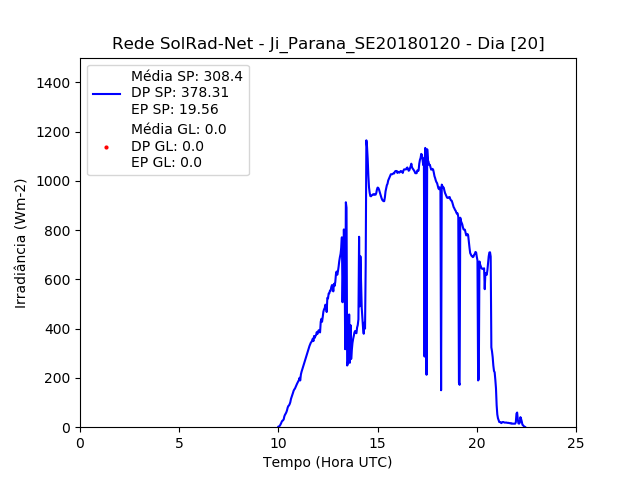 Rede SolRad-Net - Ji_Parana_SE20180120 - Dia [20]
Média SP: 308.4
DP SP: 378.31
EP SP: 19.56
Média GL: 0.0
DP GL: 0.0
EP GL: 0.0
Irradiância (Wm-2)
1400
1200
1000
800
600
400
200
0
0 5 10 15 20 25
Tempo (Hora UTC)